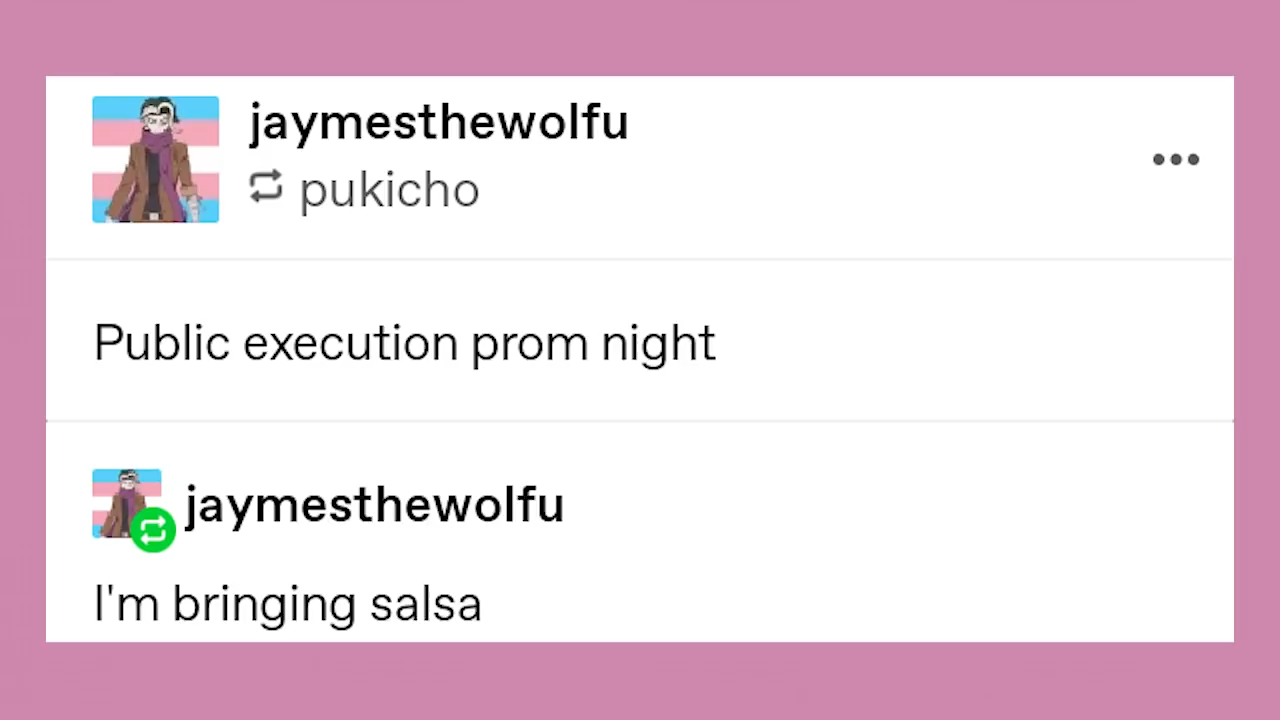 jaymesthewolfu
pukicho
Public execution prom night
jaymesthewolfu
I'm bringing salsa